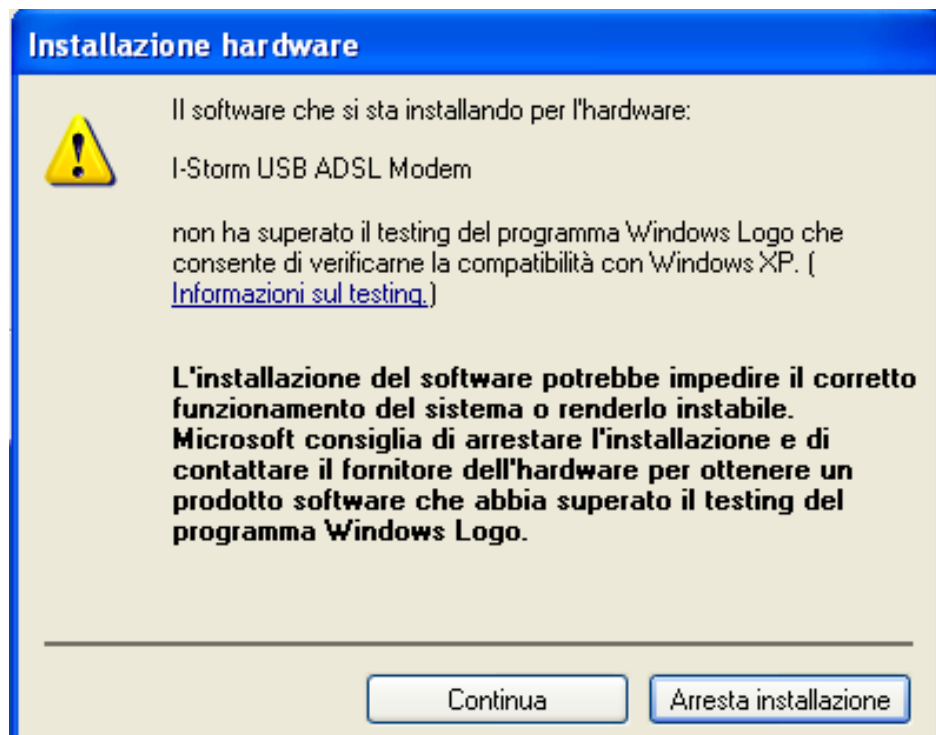 Installazione hardware
Il software che si sta installando per l'hardware:
I-Storm USB ADSL Modem
non ha superato il testing del programma Windows Logo che
consente di verificarne la compatibilità con Windows XP. (
Informazioni sul testing.)
L'installazione del software potrebbe impedire il corretto
funzionamento del sistema o renderlo instabile.
Microsoft consiglia di arrestare l'installazione e di
contattare il fornitore dell'hardware per ottenere un
prodotto software che abbia superato il testing del
programma Windows Logo.
Continua
Arresta installazione